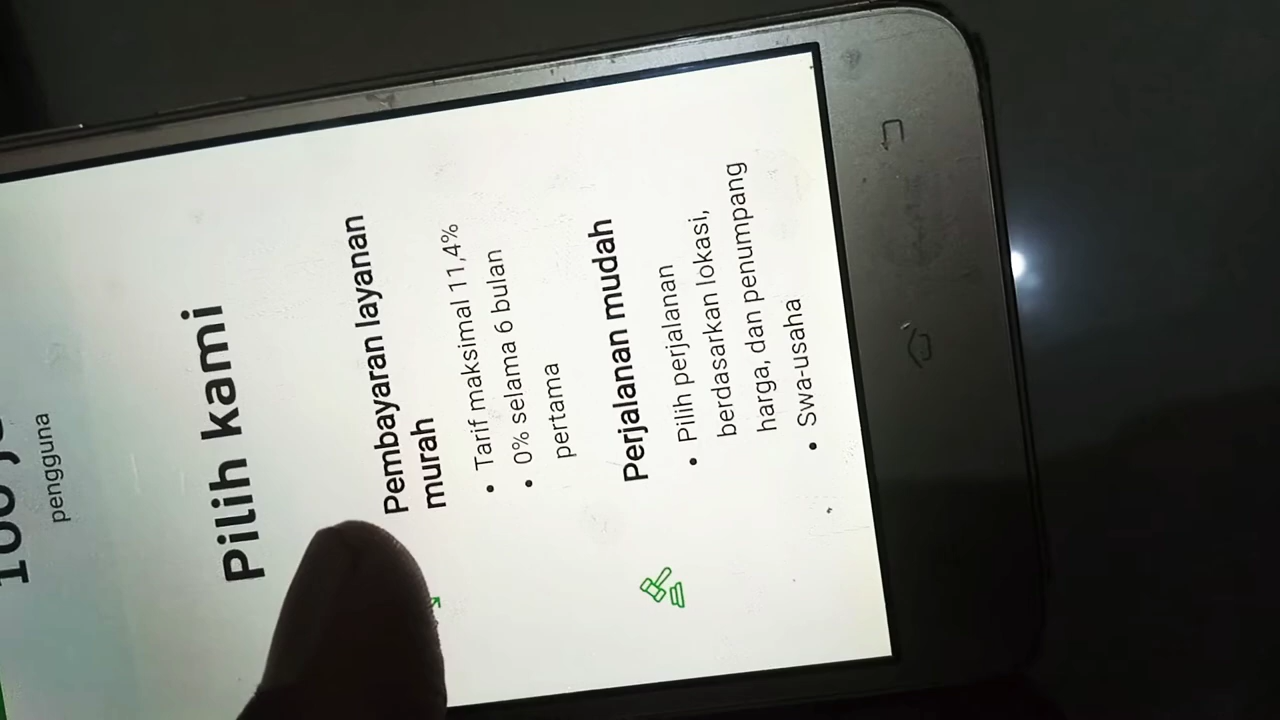 pengguna
Pilih kami
Pembayaran layanan
murah
• Tarif maksimal 11,4%
• 0% selama 6 bulan
pertama
Perjalanan mudah
• Pilih perjalanan
berdasarkan lokasi,
harga, dan penumpang
• Swa-usaha